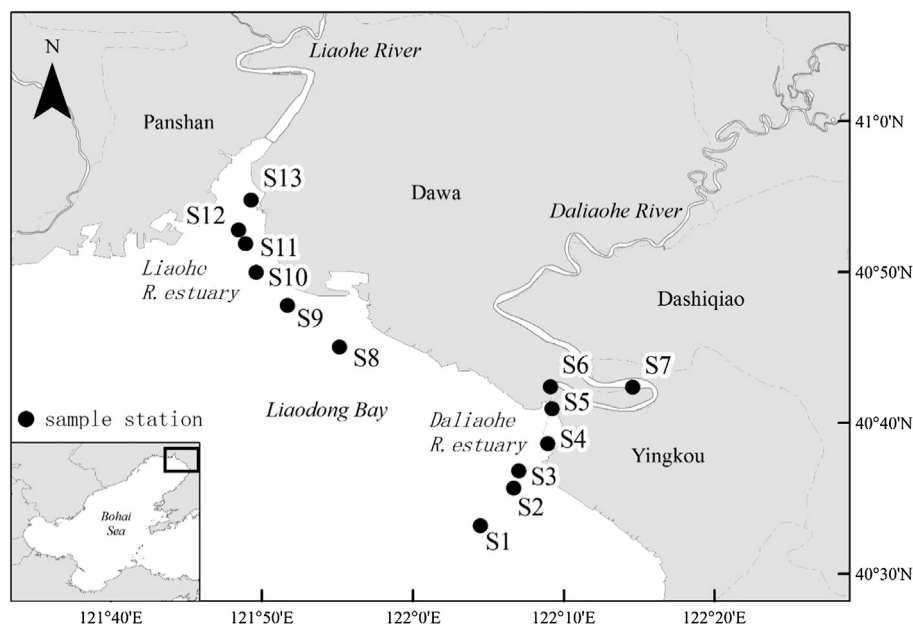 Liaohe River
N
Panshan
41°0'N
S13
Dawa
S12
Daliaohe River
S11
Liaohe
R. estuary
S10
40°50'N
Dashiqiao
S9
S8
S6
S7
S5
Liaodong Bay
Daliaohe
R. estuary
sample station
40°40'N
S4
Yingkou
S3
S2
Bohai
Sea
S1
40°30'N
121°40'E
121°50'E
122°0'E
122°10'E
122°20'E